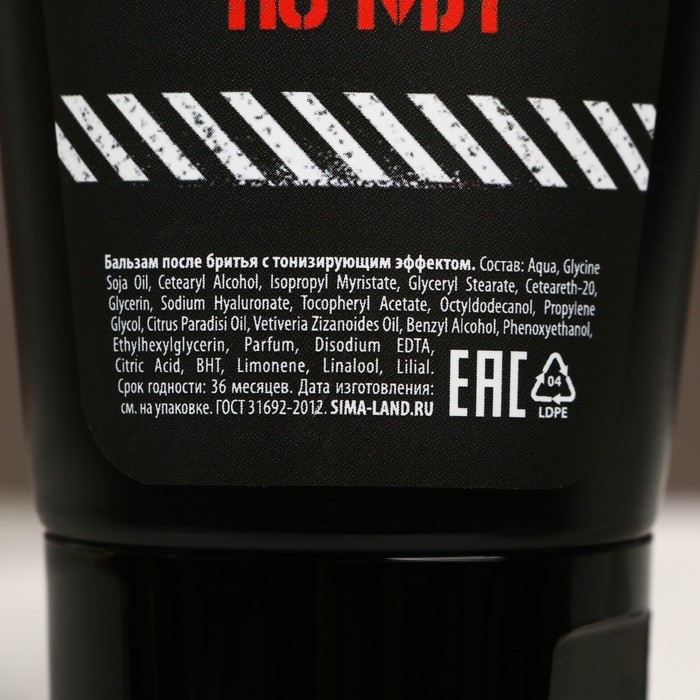 Бальзам после бритья с тонизирующим эффектом. Состав: Aqua, Glycine
Soja Oil, Cetearyl Alcohol, Isopropyl Myristate, Glyceryl Stearate, Ceteareth-20,
Glycerin, Sodium Hyaluronate, Tocopheryl Acetate, Octyldodecanol, Propylene
Glycol, Citrus Paradisi Oil, Vetiveria Zizanoides Oil, Benzyl Alcohol, Phenoxyethanol,
Ethylhexylglycerin, Parfum, Disodium EDTA,
Citric Acid, BHT, Limonene, Linalool, Lilial.
Срок годности: 36 месяцев. Дата изготовления:
см. на упаковке. ГОСТ 31692-2012. SIMA-LAND.RU
EAC
04
LDPE